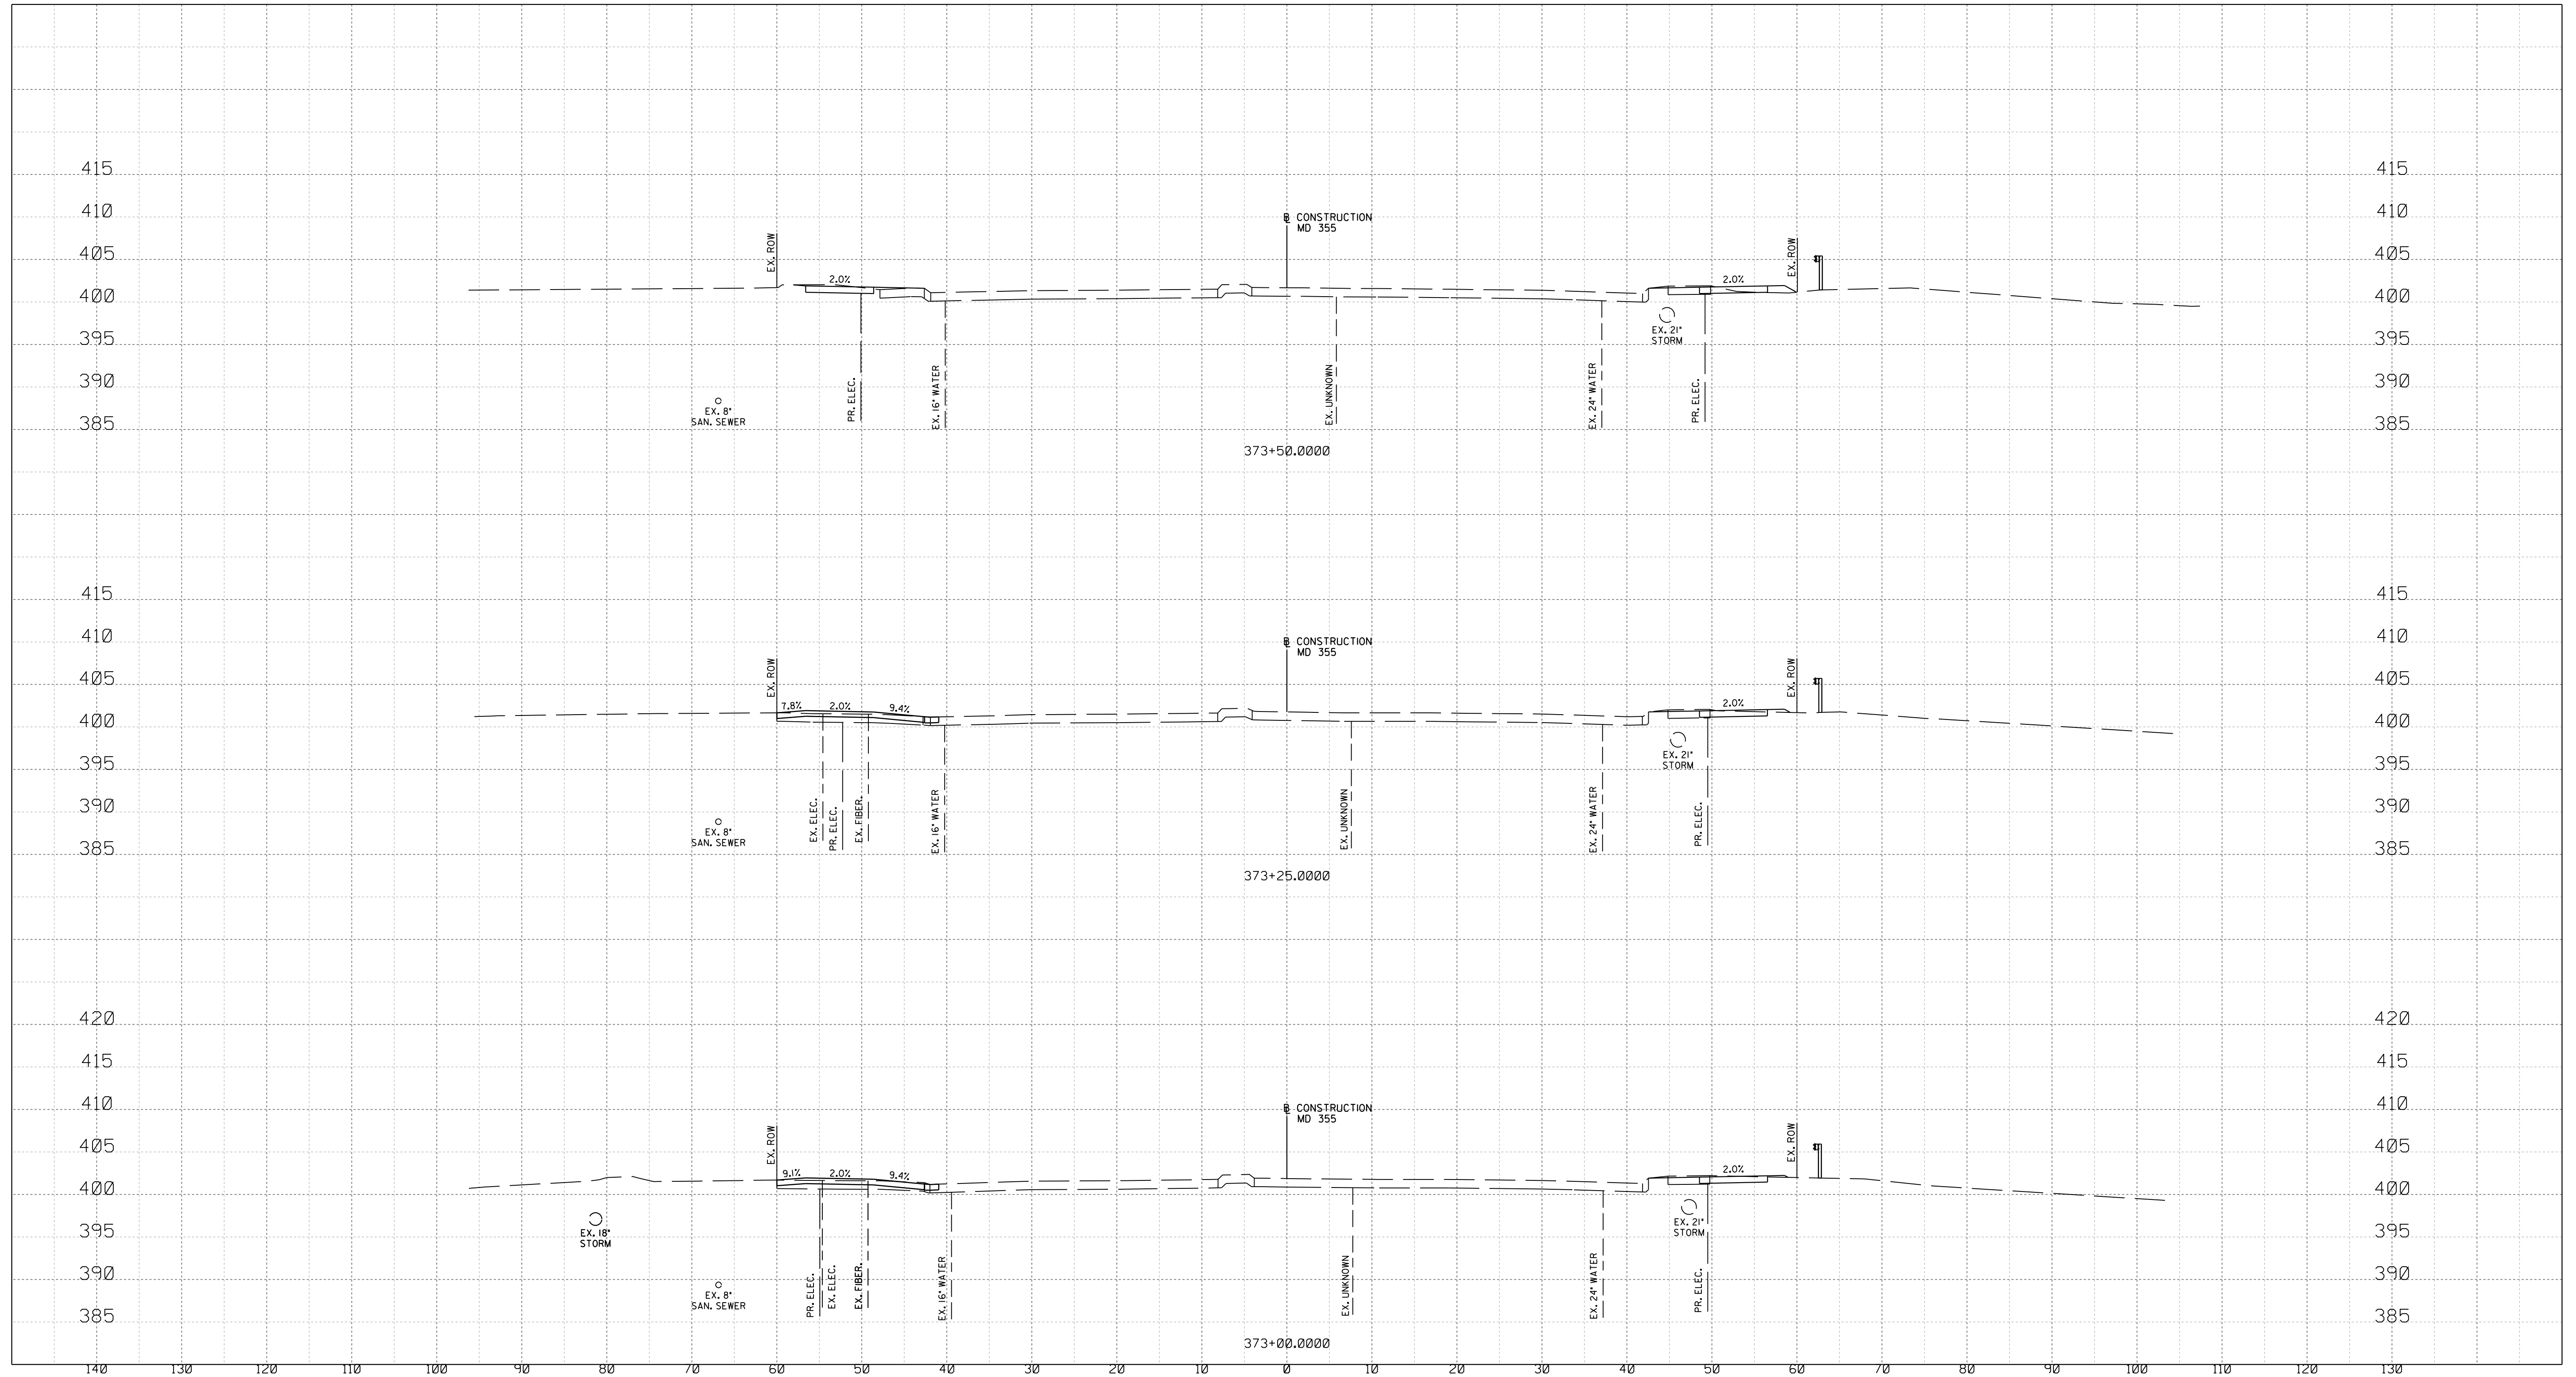 415 415
410 410
℄ CONSTRUCTION
MD 355
EX. ROW EX. ROW
405 405
2.0% 2.0%
400 400
EX. 21"
STORM
395 395
390 390
PR. ELEC. EX. 16" WATER EX. UNKNOWN EX. 24" WATER PR. ELEC.
EX. 8"
SAN. SEWER
385 385
373+50.0000
415 415
410 410
℄ CONSTRUCTION
MD 355
EX. ROW EX. ROW
405 405
7.8% 2.0% 9.4% 2.0%
400 400
EX. 21"
STORM
395 395
390 390
EX. ELEC. PR. ELEC. EX. FIBER. EX. 16" WATER EX. UNKNOWN EX. 24" WATER PR. ELEC.
EX. 8"
SAN. SEWER
385 385
373+25.0000
420 420
415 415
410 410
℄ CONSTRUCTION
MD 355
EX. ROW EX. ROW
405 405
9.1% 2.0% 9.4% 2.0%
400 400
EX. 21"
STORM
EX. 18"
STORM
395 395
390 390
PR. ELEC. EX. ELEC. EX. FIBER. EX. 16" WATER EX. UNKNOWN EX. 24" WATER PR. ELEC.
EX. 8"
SAN. SEWER
385 385
373+00.0000
140 130 120 110 100 90 80 70 60 50 40 30 20 10 0 10 20 30 40 50 60 70 80 90 100 110 120 130